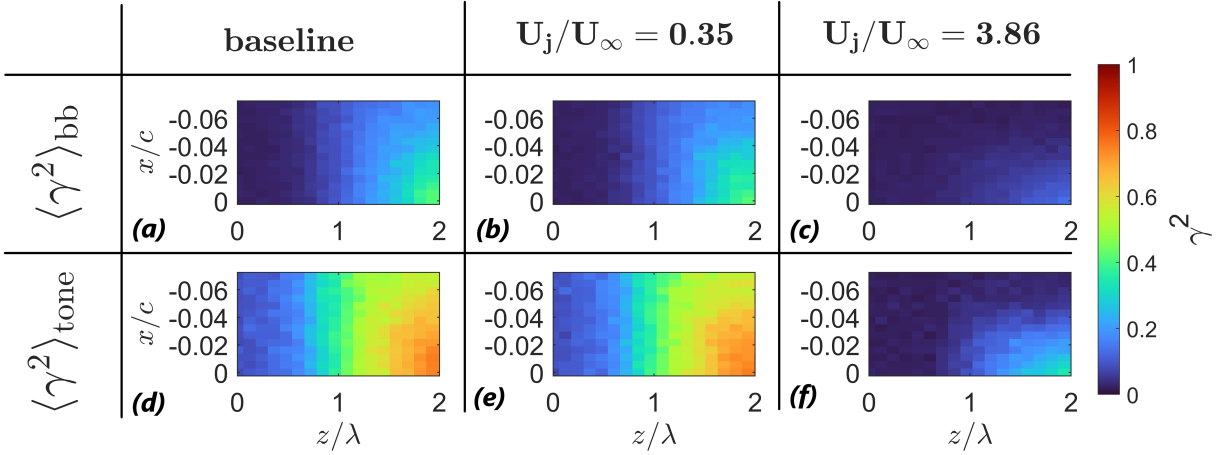 baseline
U_j/U_∞ = 0.35
U_j/U_∞ = 3.86
⟨γ²⟩bb
x/c
-0.06
-0.04
-0.02
0
0 1 2
(a)
-0.06
-0.04
-0.02
0
0 1 2
(b)
-0.06
-0.04
-0.02
0
0 1 2
(c)
⟨γ²⟩tone
x/c
-0.06
-0.04
-0.02
0
0 1 2
z/λ
(d)
-0.06
-0.04
-0.02
0
0 1 2
z/λ
(e)
-0.06
-0.04
-0.02
0
0 1 2
z/λ
(f)
1
0.8
0.6
0.4
0.2
0
γ²